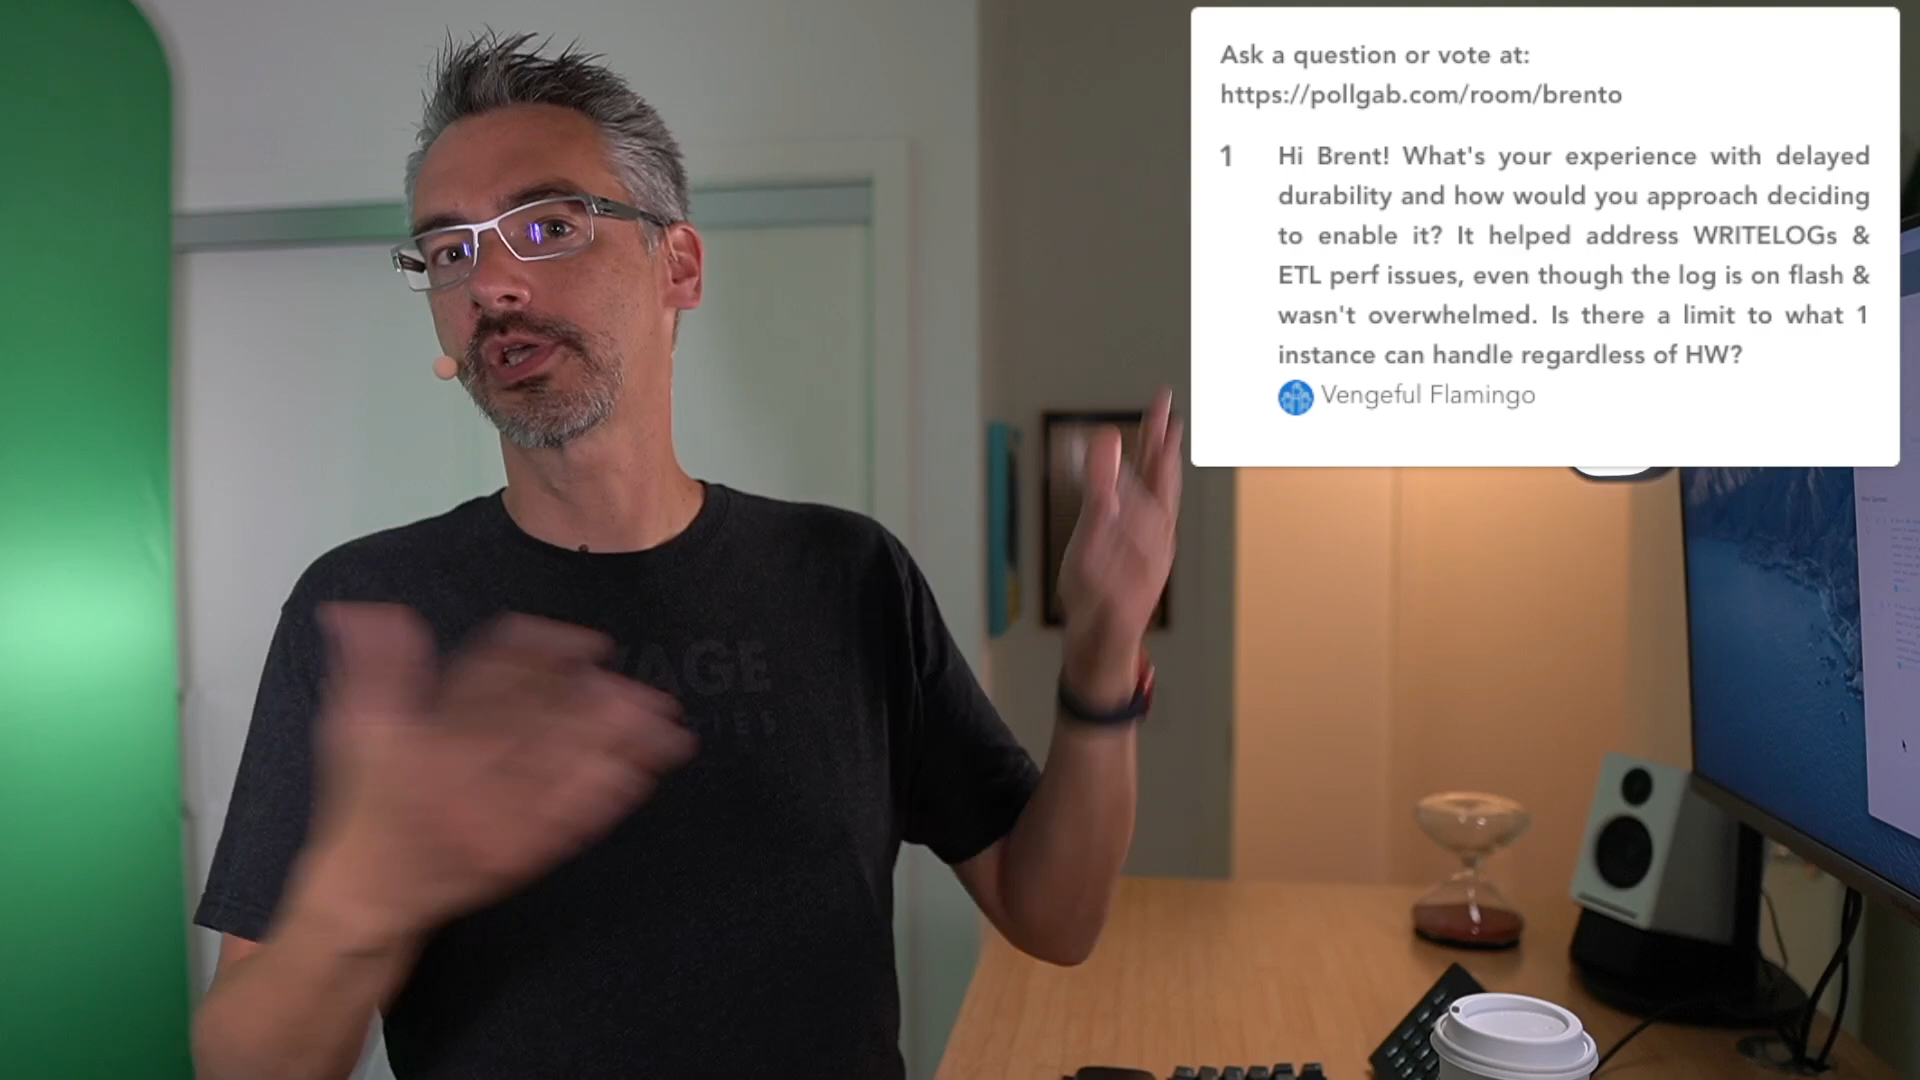 Ask a question or vote at:
https://pollgab.com/room/brento
1 Hi Brent! What's your experience with delayed
durability and how would you approach deciding
to enable it? It helped address WRITELOGs &
ETL perf issues, even though the log is on flash &
wasn't overwhelmed. Is there a limit to what 1
instance can handle regardless of HW?
Vengeful Flamingo